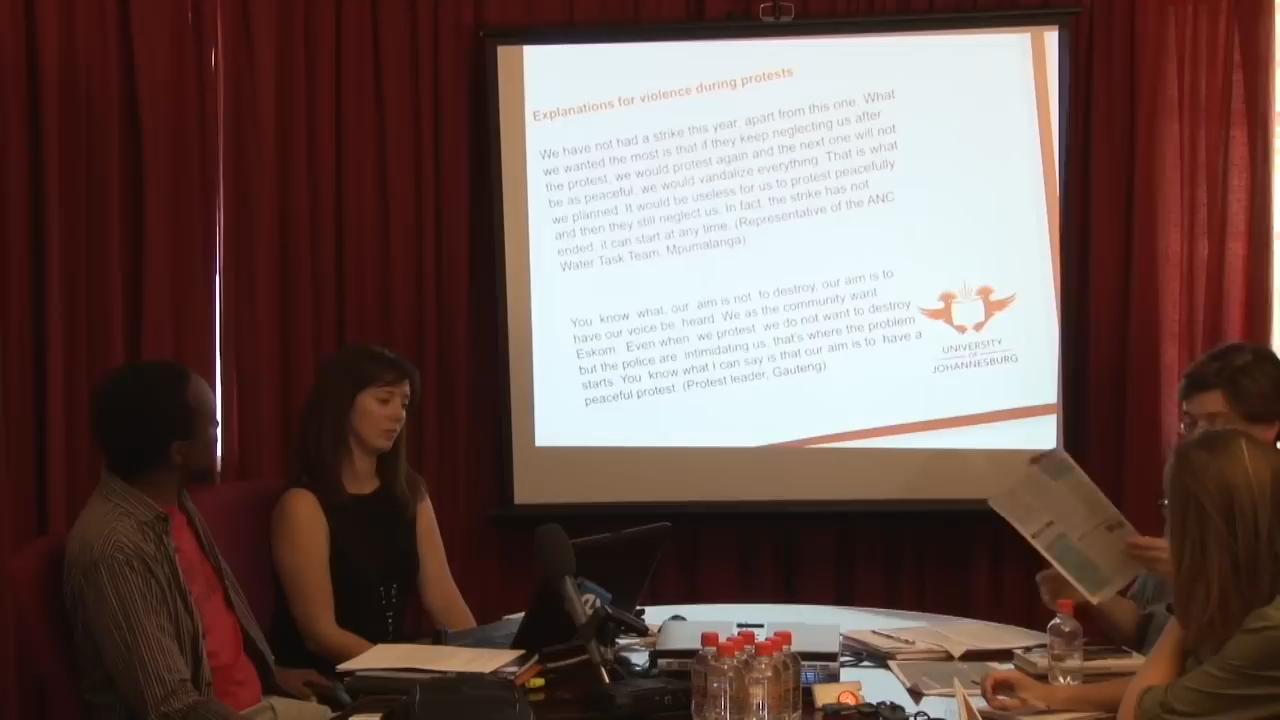 Explanations for violence during protests
We have not had a strike this year, apart from this one. What
we wanted the most is that if they keep neglecting us after
the protest, we would protest again and the next one will not
be as peaceful, we would vandalize everything. That is what
we planned. It would be useless for us to protest peacefully
and then they still neglect us. In fact, the strike has not
ended, it can start at any time. (Representative of the ANC
Water Task Team, Mpumalanga)
You know what, our aim is not to destroy, our aim is to
have our voice be heard. We as the community want
Eskom. Even when we protest we do not want to destroy
but the police are intimidating us, that's where the problem
starts. You know what I can say is that our aim is to have a
peaceful protest. (Protest leader, Gauteng)
UNIVERSITY
OF
JOHANNESBURG